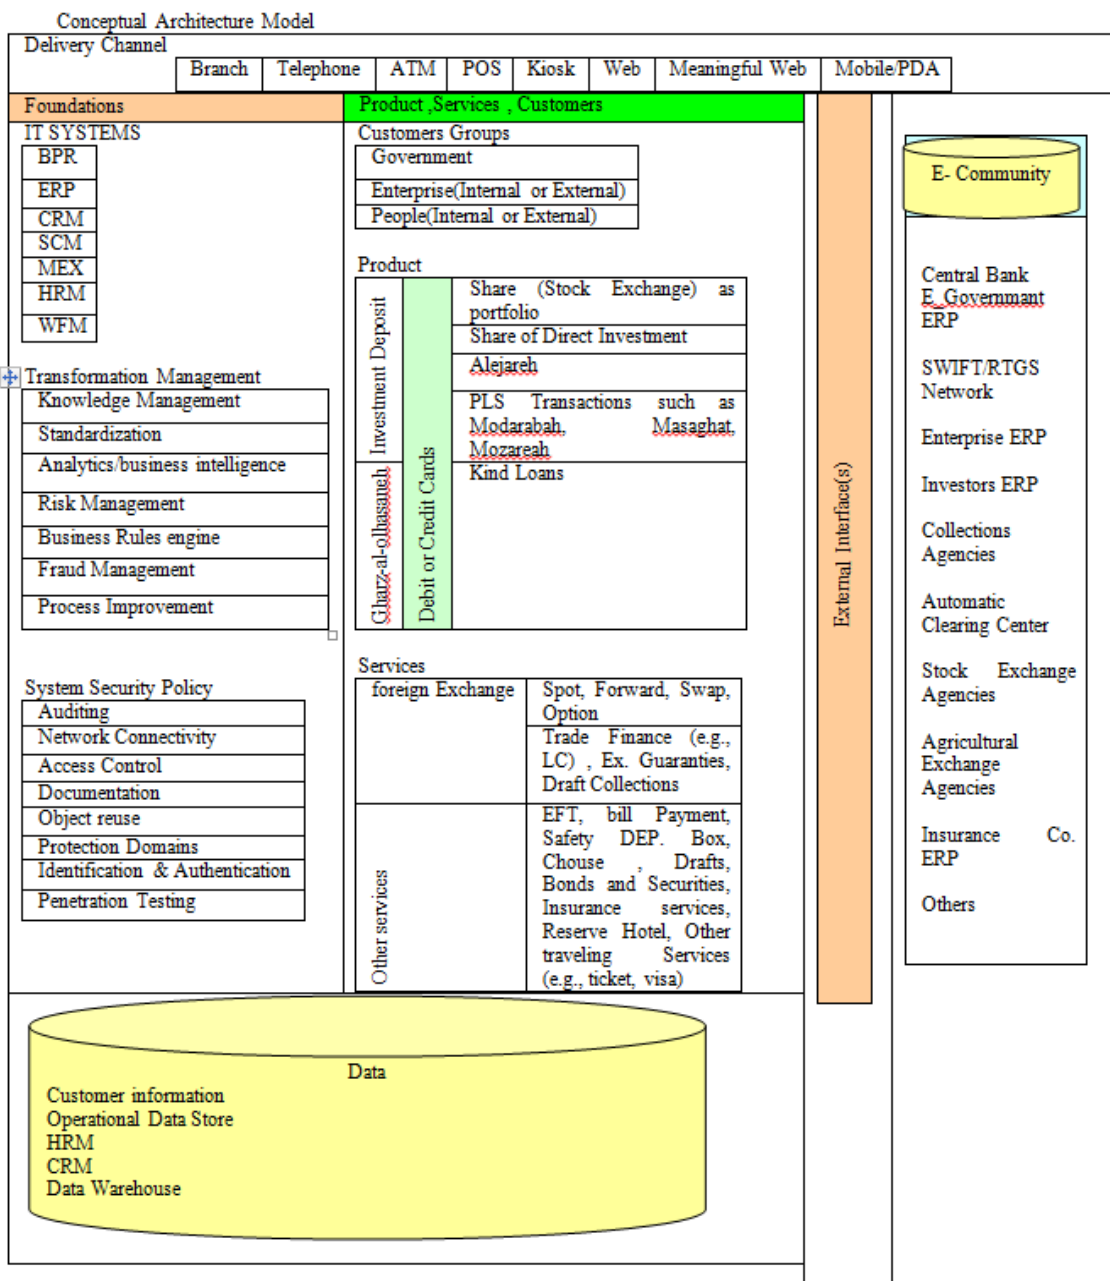 Conceptual Architecture Model
Delivery Channel
Branch Telephone ATM POS Kiosk Web Meaningful Web Mobile/PDA
Foundations
IT SYSTEMS
BPR
ERP
CRM
SCM
MEX
HRM
WFM
Transformation Management
Knowledge Management
Standardization
Analytics/business intelligence
Risk Management
Business Rules engine
Fraud Management
Process Improvement
System Security Policy
Auditing
Network Connectivity
Access Control
Documentation
Object reuse
Protection Domains
Identification & Authentication
Penetration Testing
Product ,Services , Customers
Customers Groups
Government
Enterprise(Internal or External)
People(Internal or External)
Product
Investment Deposit
Gharz-al-olhasaneh
Debit or Credit Cards
Share (Stock Exchange) as
portfolio
Share of Direct Investment
Alejareh
PLS Transactions such as
Modarabah, Masaghat,
Mozareah
Kind Loans
Services
foreign Exchange
Spot, Forward, Swap,
Option
Trade Finance (e.g.,
LC) , Ex. Guaranties,
Draft Collections
Other services
EFT, bill Payment,
Safety DEP. Box,
Chouse , Drafts,
Bonds and Securities,
Insurance services,
Reserve Hotel, Other
traveling Services
(e.g., ticket, visa)
External Interface(s)
E- Community
Central Bank
E_Governmant
ERP
SWIFT/RTGS
Network
Enterprise ERP
Investors ERP
Collections
Agencies
Automatic
Clearing Center
Stock Exchange
Agencies
Agricultural
Exchange
Agencies
Insurance Co.
ERP
Others
Data
Customer information
Operational Data Store
HRM
CRM
Data Warehouse